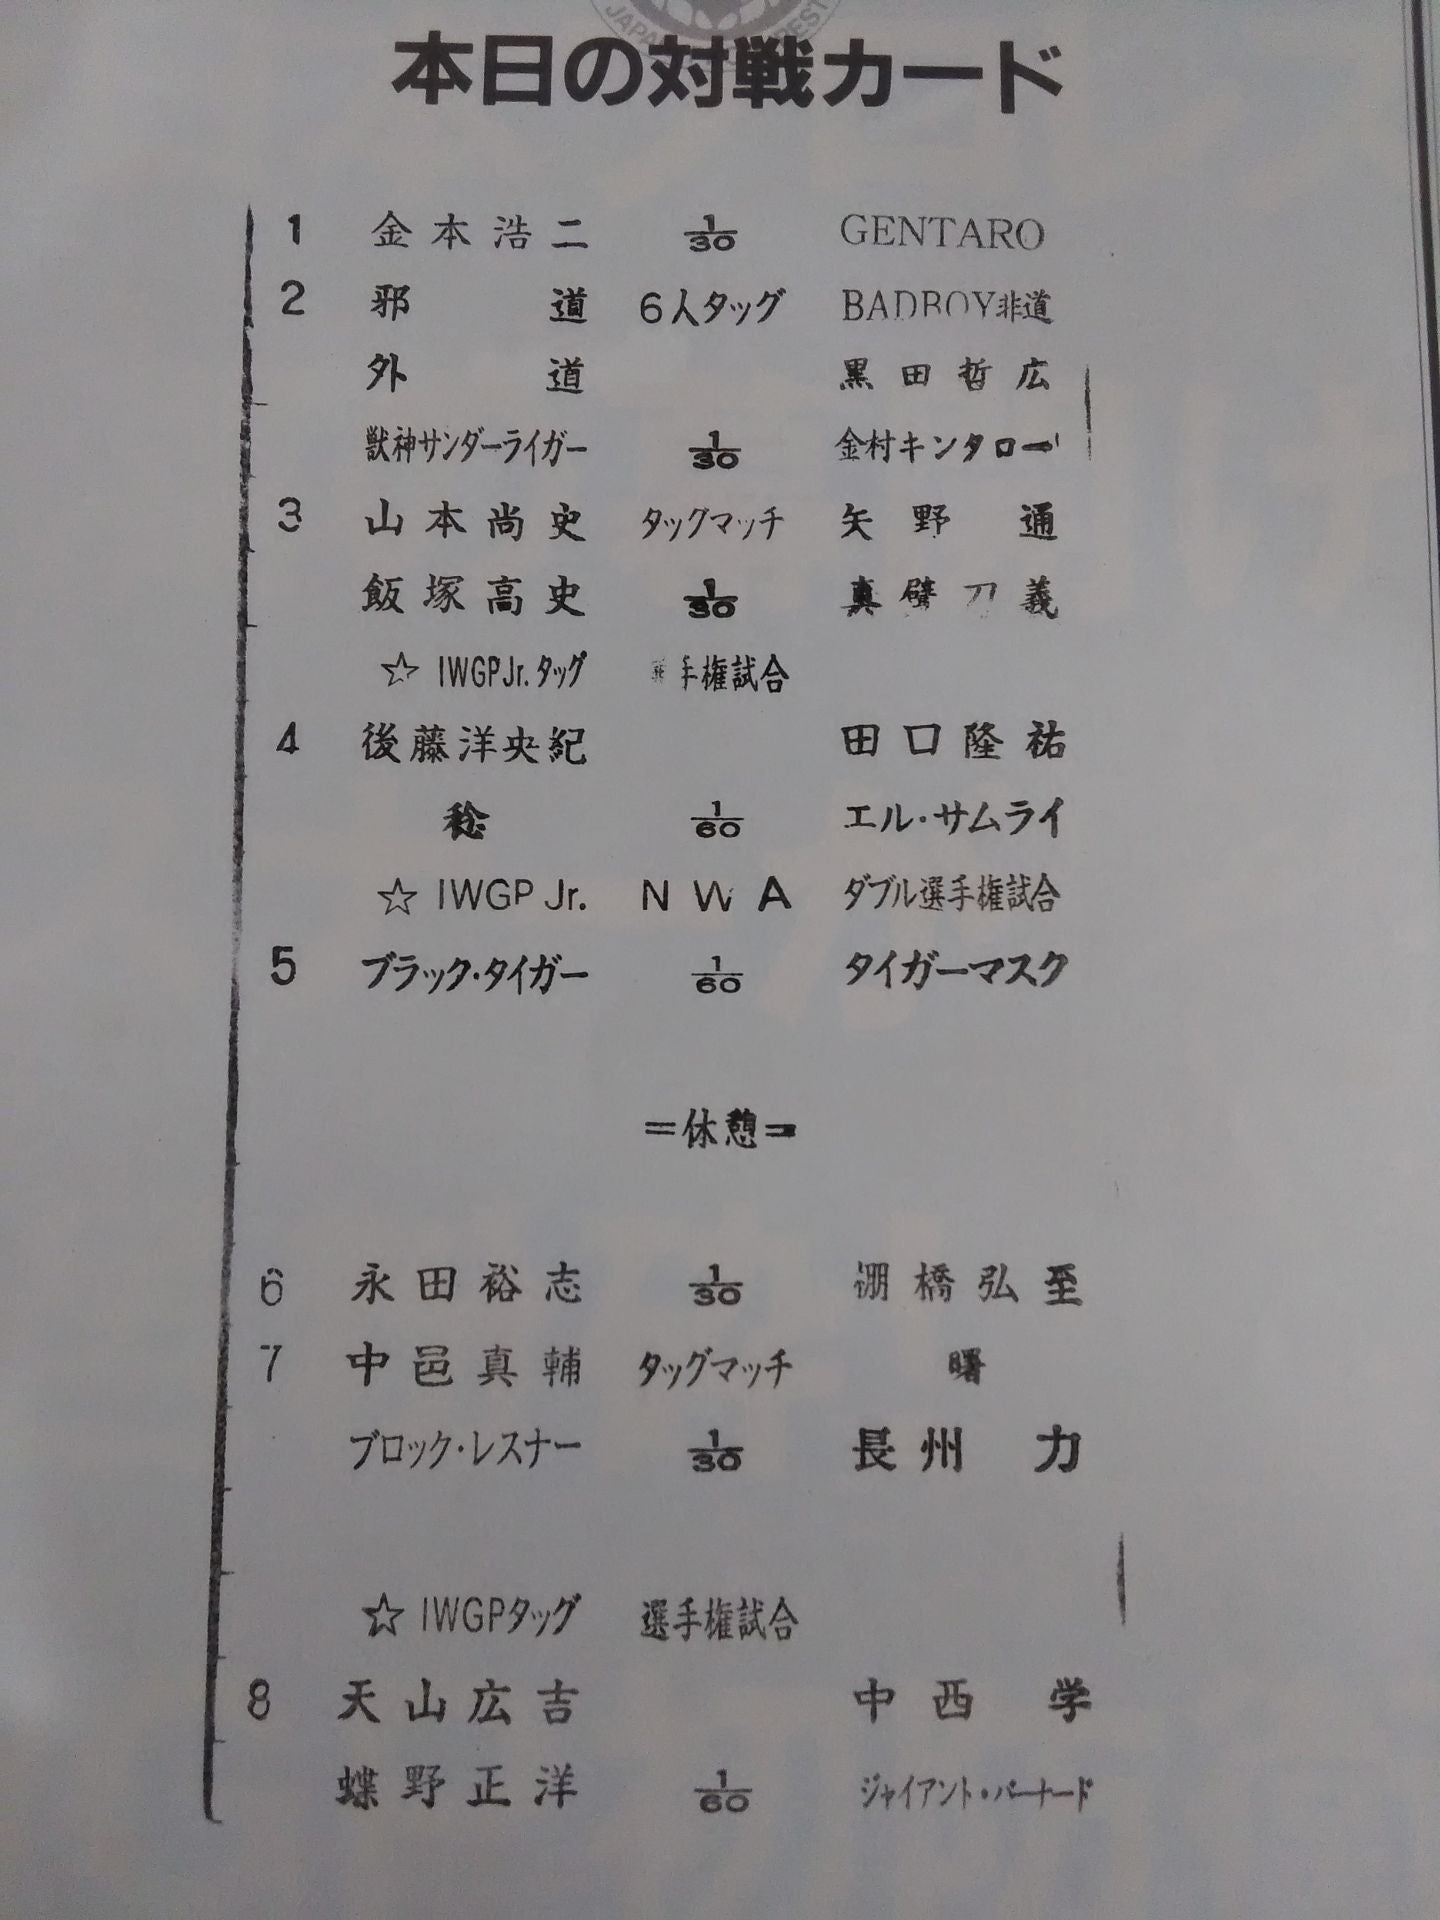 本日の対戦カード
1 金本浩二 1/30 GENTARO
2 邪道 6人タッグ BADBOY非道
外道 黒田哲広
獣神サンダーライガー 1/30 金村キンタロー
3 山本尚史 タッグマッチ 矢野通
飯塚高史 1/30 真壁刀義
☆IWGPJr.タッグ 選手権試合
4 後藤洋央紀 田口隆祐
稔 1/60 エル・サムライ
☆IWGP Jr. NWA ダブル選手権試合
5 ブラック・タイガー 1/60 タイガーマスク
=休憩=
6 永田裕志 1/30 棚橋弘至
7 中邑真輔 タッグマッチ 曙
ブロック・レスナー 1/30 長州力
☆IWGPタッグ 選手権試合
8 天山広吉 中西学
蝶野正洋 1/60 ジャイアント・バーナード